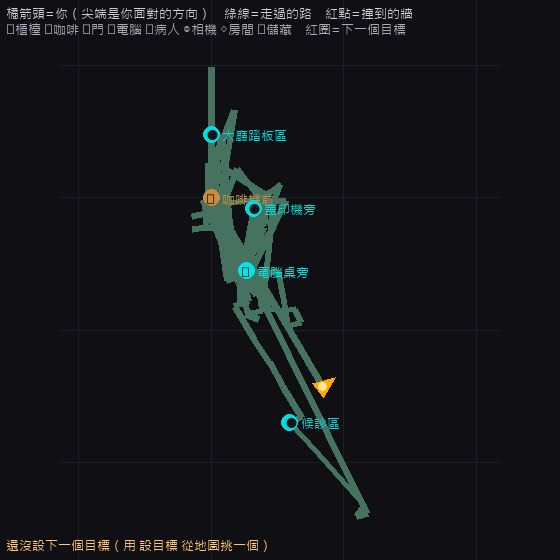 橘箭頭=你（尖端是你面對的方向） 綠線=走過的路 紅點=撞到的牆
櫃檯 咖啡 門 電腦 病人 相機 房間 儲藏 紅圈=下一個目標
大廳踏板區
咖啡機前
電腦桌旁
候診區
還沒設下一個目標（用 設目標 從地圖挑一個）